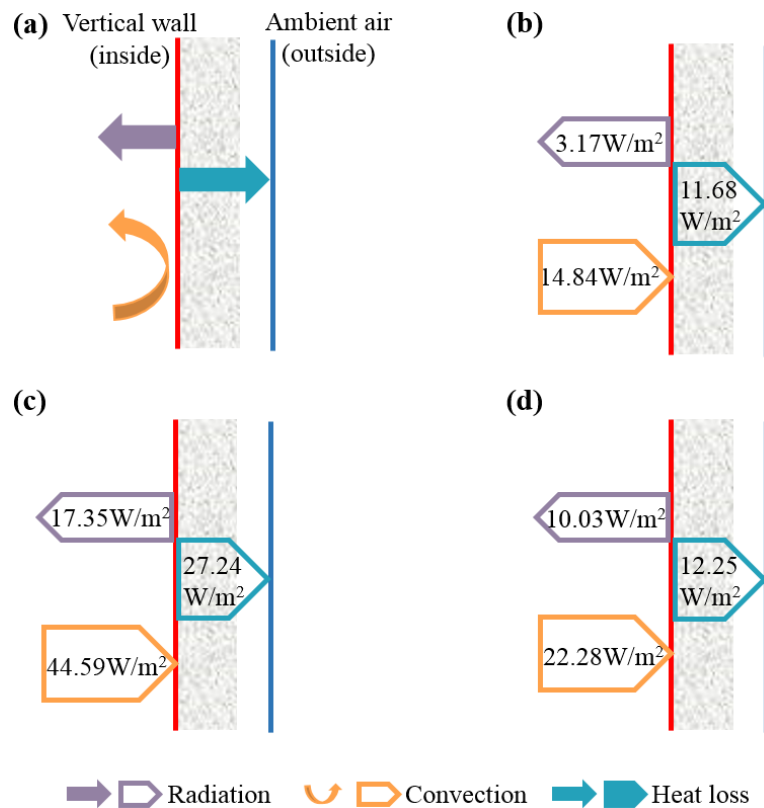 (a)
Vertical wall
(inside)
Ambient air
(outside)
(b)
3.17W/m²
11.68
W/m²
14.84W/m²
(c)
17.35W/m²
27.24
W/m²
44.59W/m²
(d)
10.03W/m²
12.25
W/m²
22.28W/m²
Radiation
Convection
Heat loss